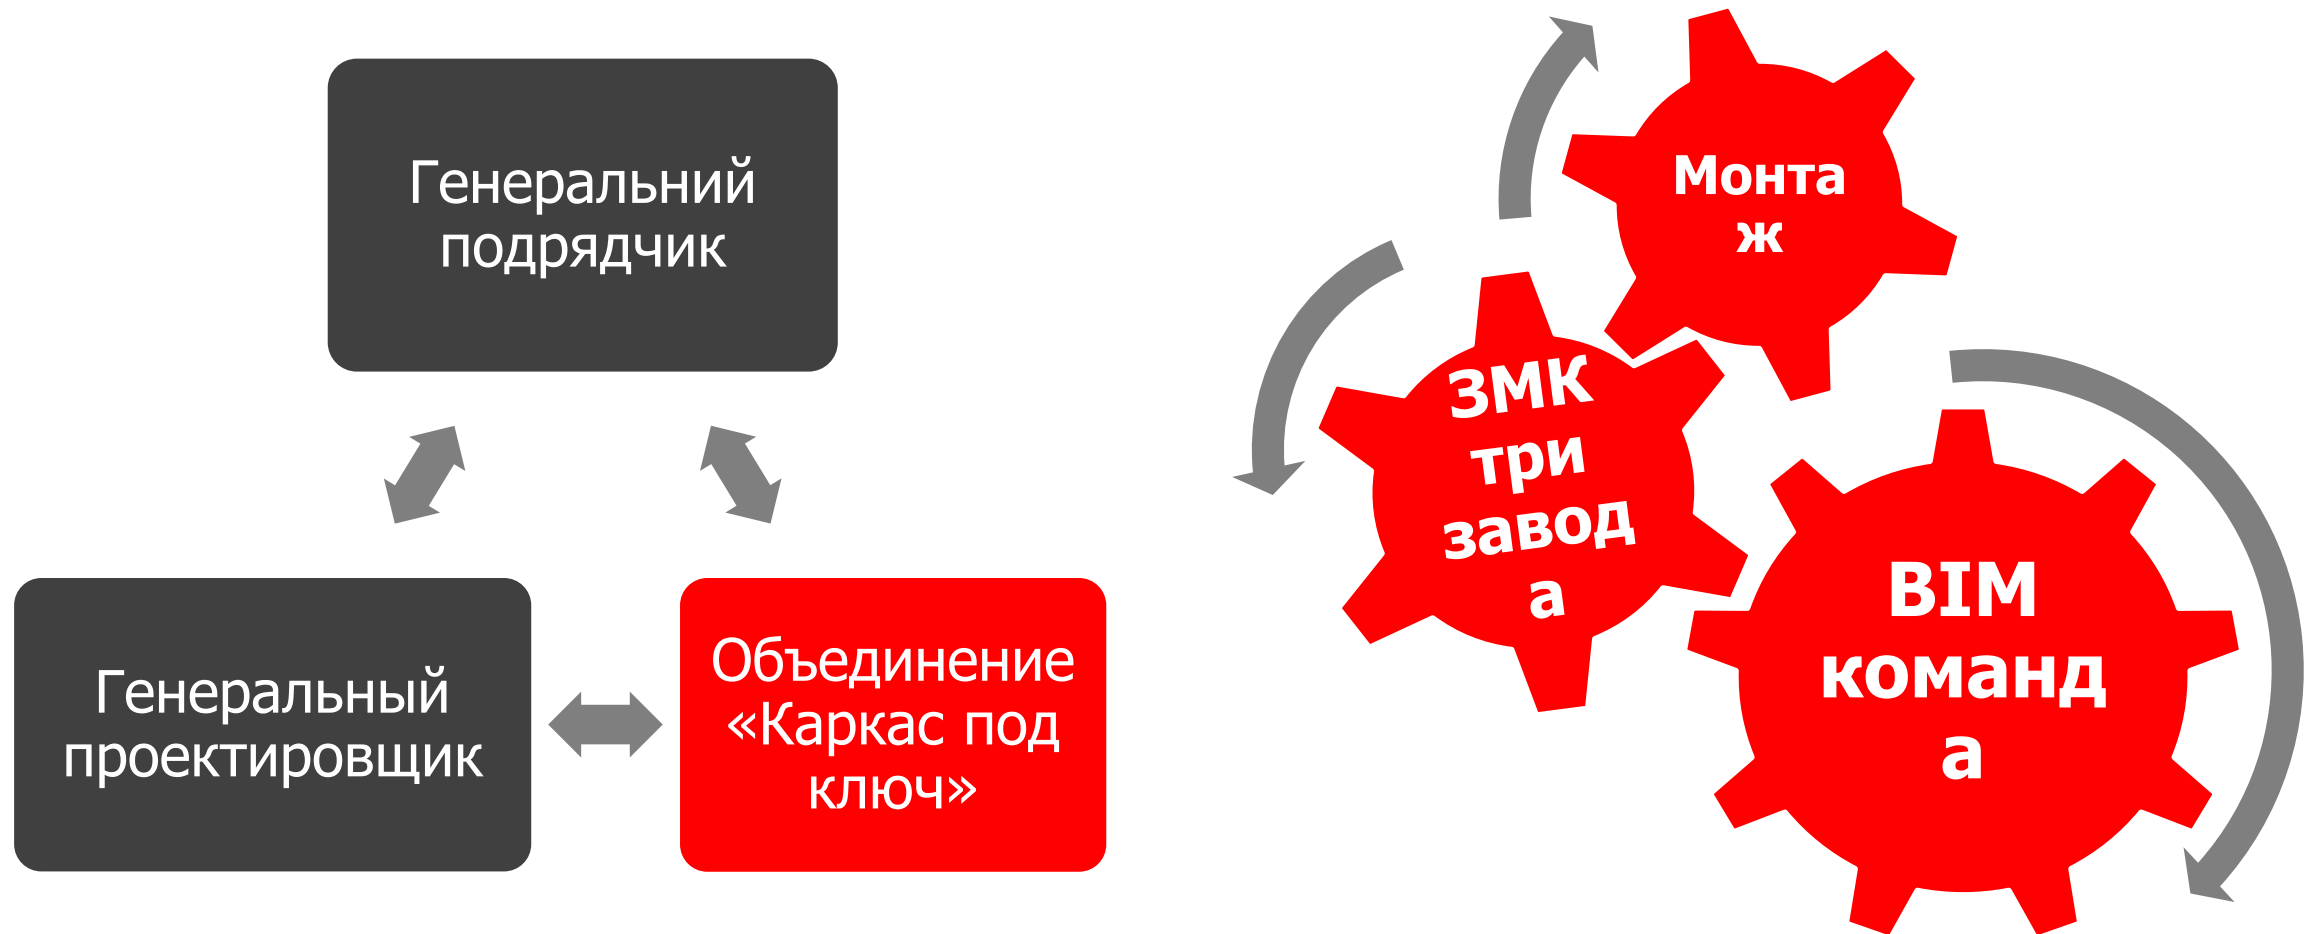 Генеральний
подрядчик
Генеральный
проектировщик
Объединение
«Каркас под
ключ»
Монта
ж
ЗМК
три
завод
а
BIM
команд
а